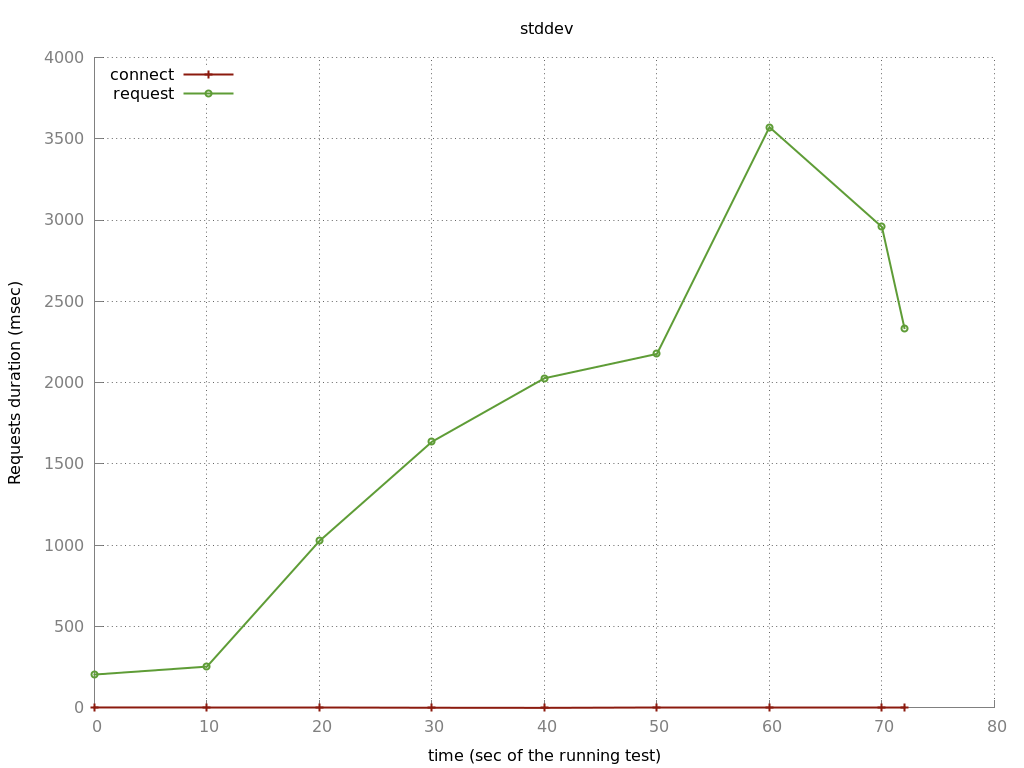 stddev
connect
request
4000
3500
3000
2500
2000
1500
1000
500
0
0 10 20 30 40 50 60 70 80
Requests duration (msec)
time (sec of the running test)